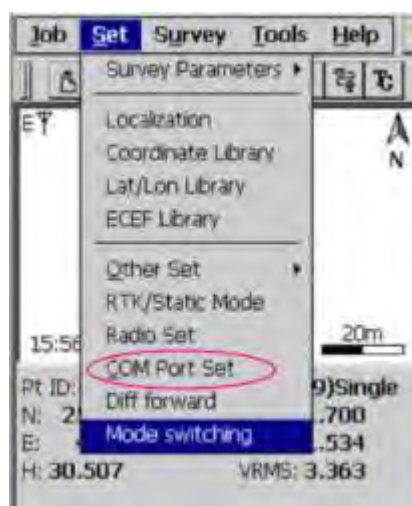 Job Set Survey Tools Help
Survey Parameters
Localization
Coordinate Library
Lat/Lon Library
ECEF Library
Other Set
RTK/Static Mode
Radio Set
COM Port Set
Diff forward
Mode switching
E
N
15:56
20m
Pt ID: 9)Single
N: 2 .700
E: .534
H: 30.507 VRMS: 3.363